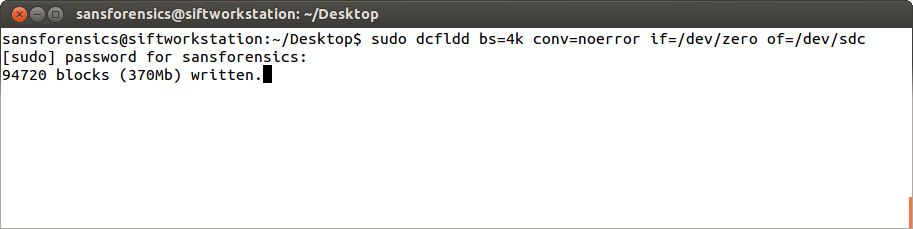 sansforensics@siftworkstation: ~/Desktop
sansforensics@siftworkstation:~/Desktop$ sudo dcfldd bs=4k conv=noerror if=/dev/zero of=/dev/sdc
[sudo] password for sansforensics:
94720 blocks (370Mb) written.